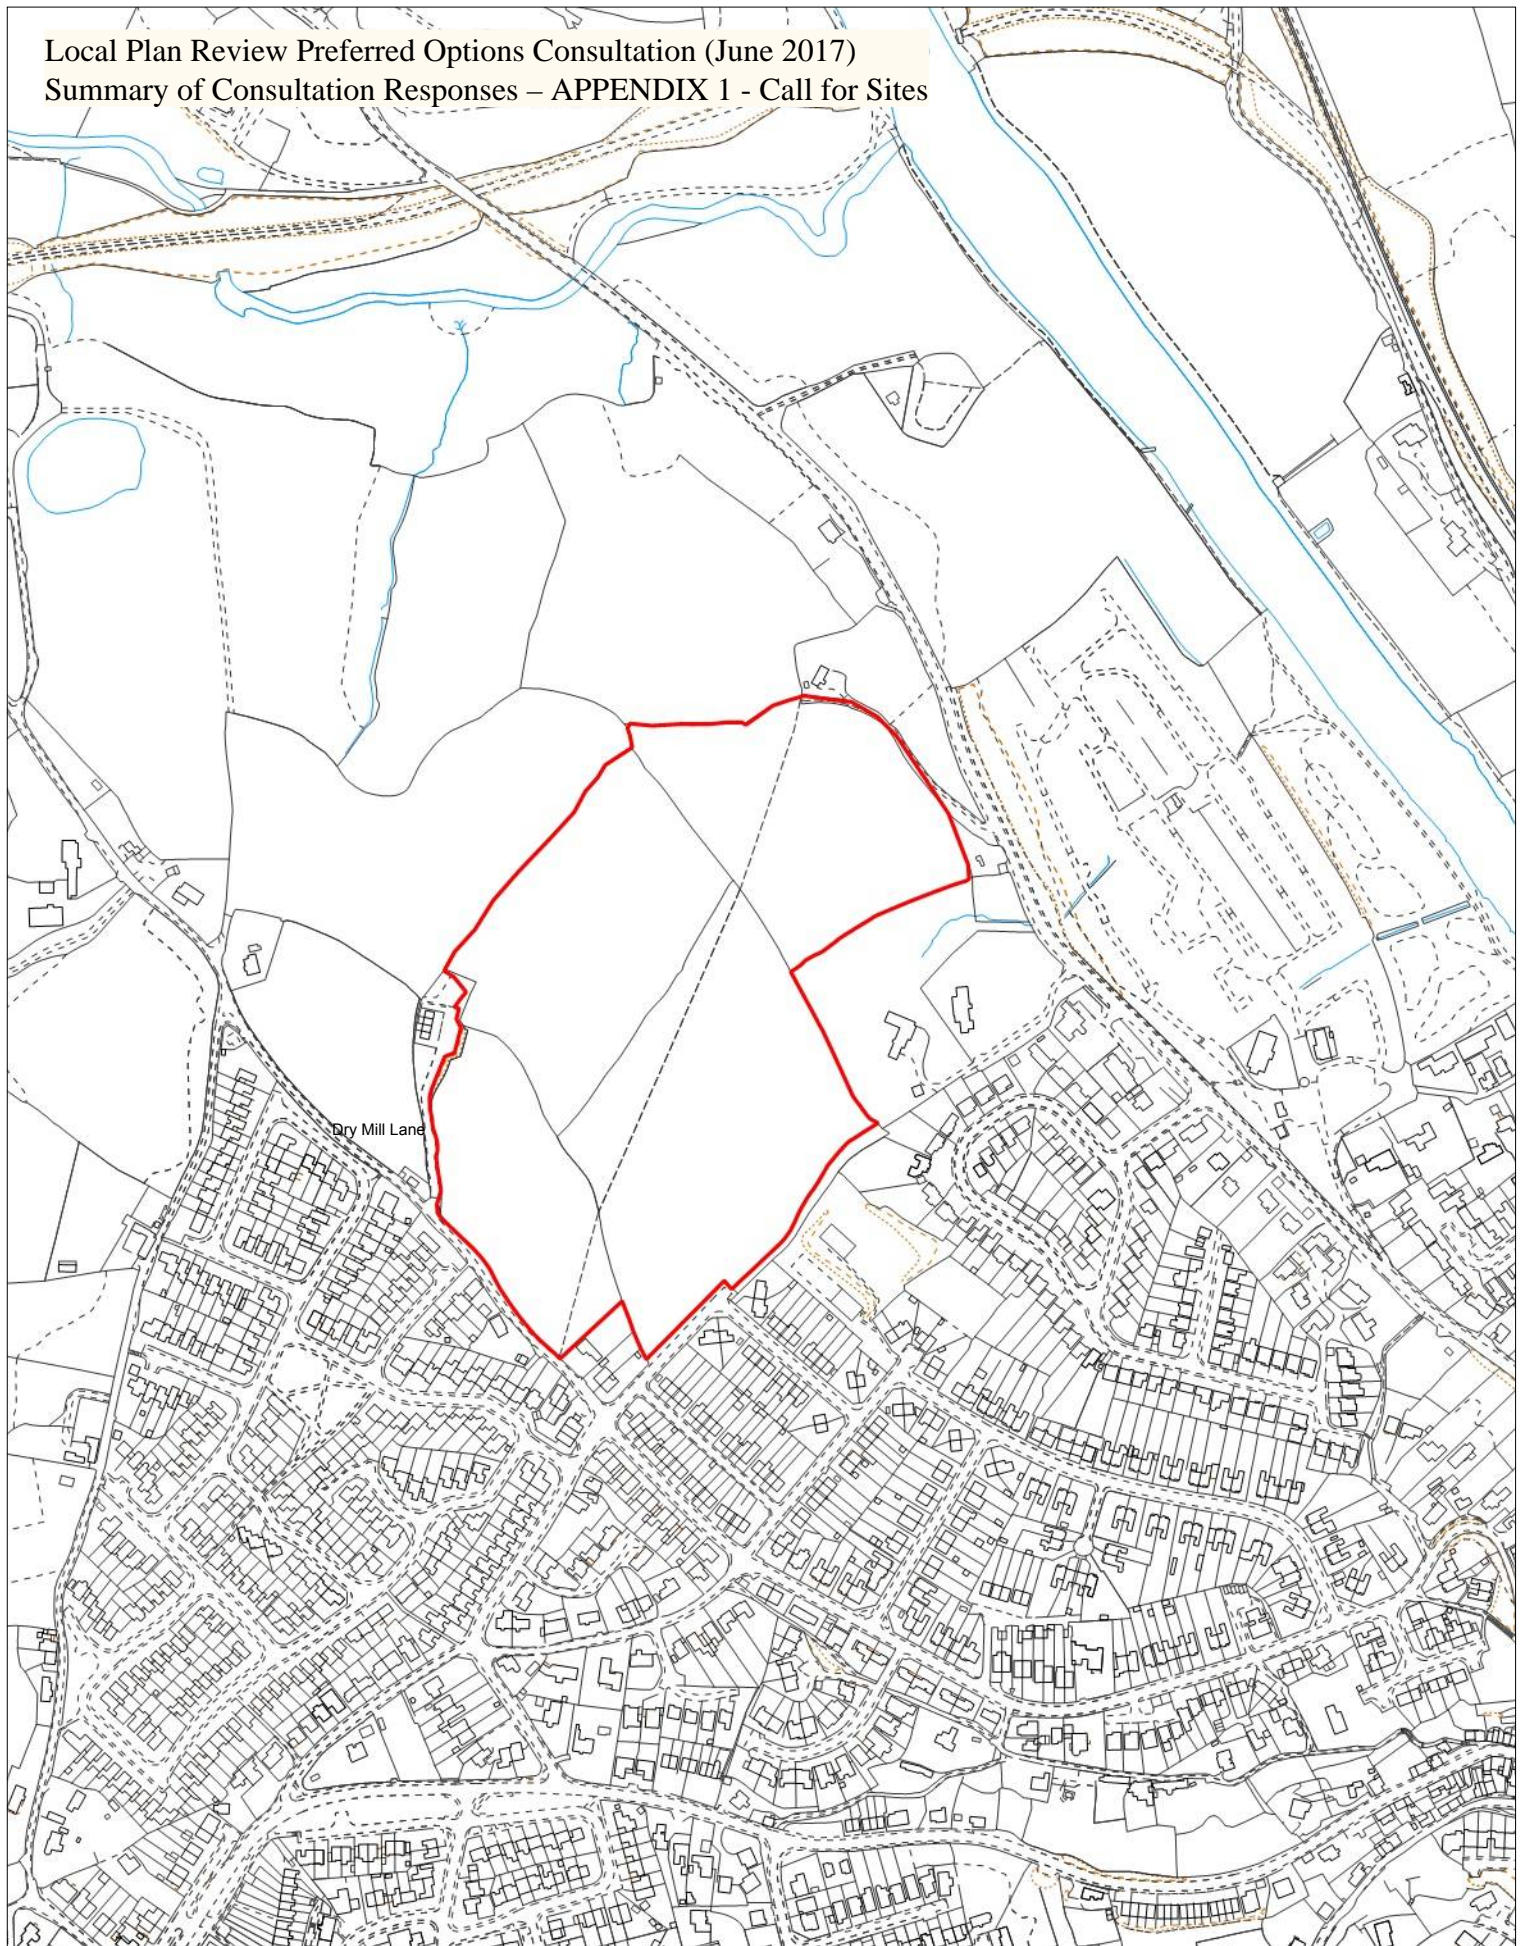 Local Plan Review Preferred Options Consultation (June 2017)
Summary of Consultation Responses – APPENDIX 1 - Call for Sites
Dry Mill Lane